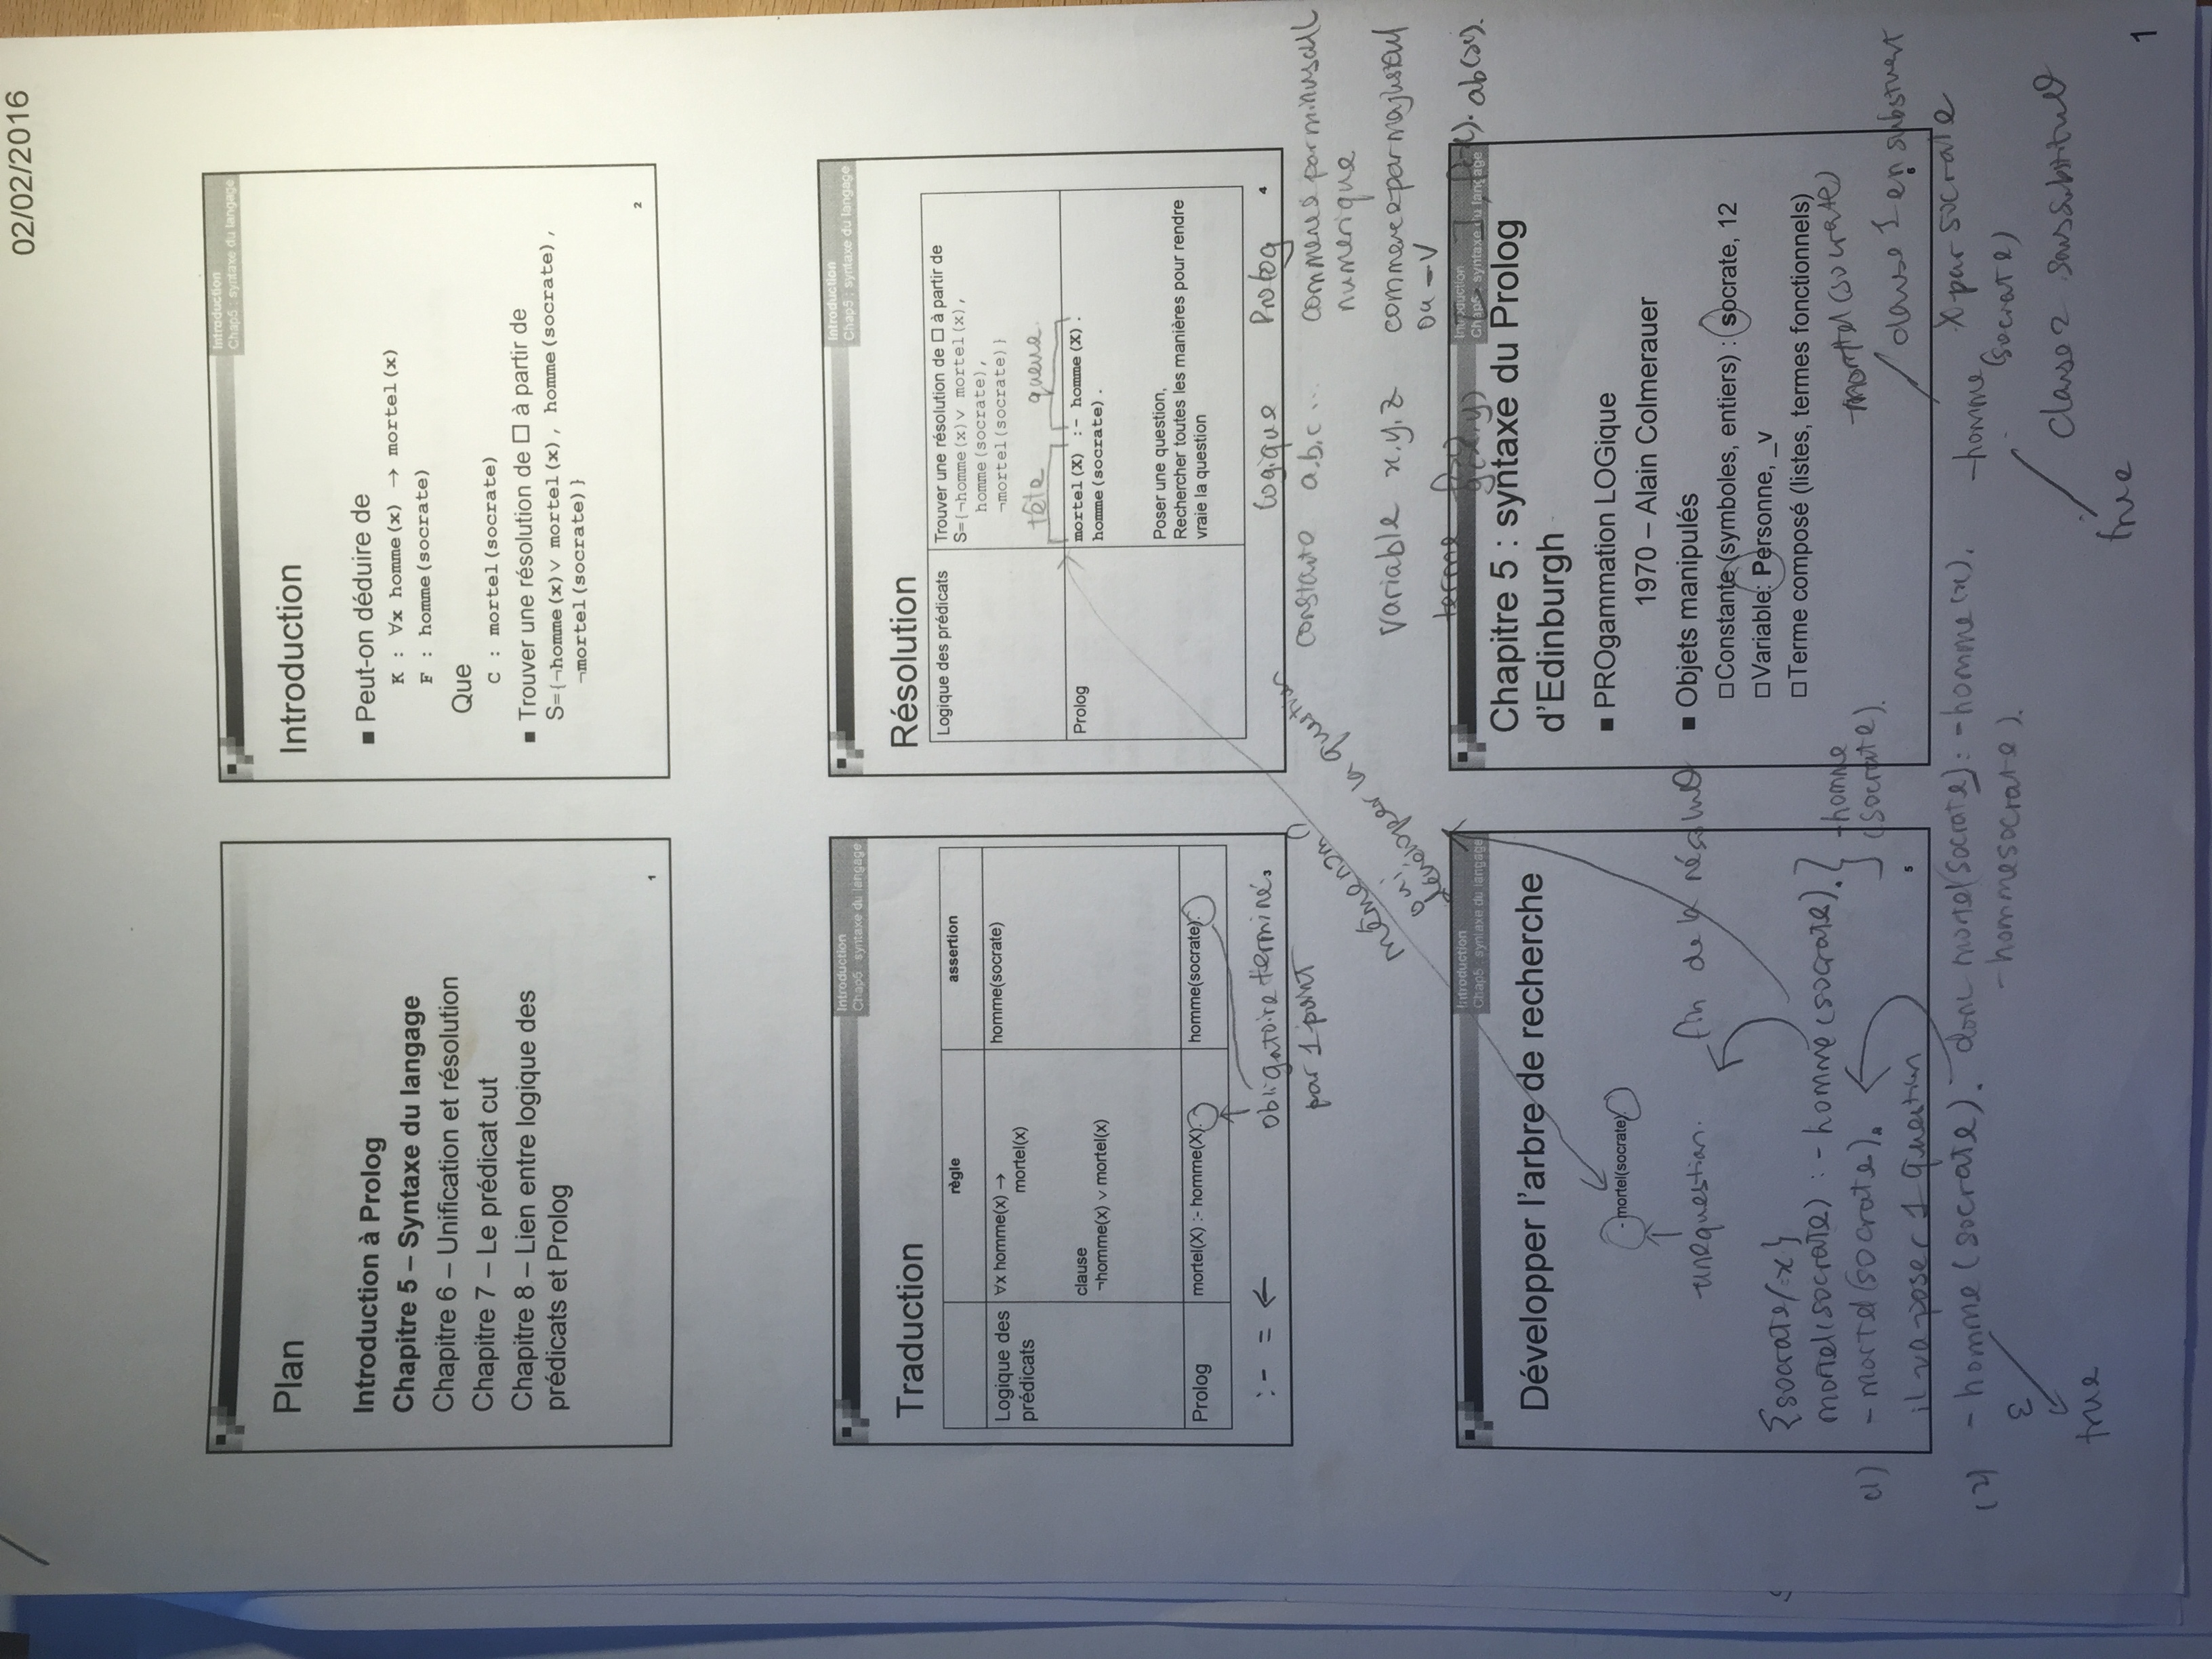 02/02/2016
Plan
Introduction à Prolog
Chapitre 5 – Syntaxe du langage
Chapitre 6 – Unification et résolution
Chapitre 7 – Le prédicat cut
Chapitre 8 – Lien entre logique des
prédicats et Prolog
1
Introduction
Chap5 : syntaxe du langage
Introduction
■ Peut-on déduire de
K : ∀x homme(x) → mortel(x)
F : homme(socrate)
Que
C : mortel(socrate)
■ Trouver une résolution de □ à partir de
S={¬homme(x)∨ mortel(x), homme(socrate),
¬mortel(socrate)}
2
Introduction
Chap5 : syntaxe du langage
Traduction
règle assertion
Logique des prédicats ∀x homme(x) → homme(socrate)
mortel(x)
clause
¬homme(x) ∨ mortel(x)
Prolog mortel(X) :- homme(X). homme(socrate).
:- = ←
obligatoire terminé
par 1 point
Introduction
Chap5 : syntaxe du langage
Résolution
Logique des prédicats Trouver une résolution de □ à partir de
S={¬homme(x)∨ mortel(x),
homme(socrate),
¬mortel(socrate)}
tête queue
Prolog mortel(X) :- homme(X).
homme(socrate).
Poser une question,
Rechercher toutes les manières pour rendre
vraie la question
4
logique Prolog
constante a.b.c ... commence par minuscule
numerique
variable x.y.z commence par majuscul
ou _v
terme g(x.y) ab(x).
même nom?
oui
développer la question
Introduction
Chap5 : syntaxe du langage
Développer l'arbre de recherche
- mortel(socrate).
une question.
fin de la
{socrate/x}
mortel(socrate) :- homme(socrate). } -homme
(socrate).
(1) - mortel(socrate).
il va poser 1 question
5
(2) - homme(socrate). donc mortel(socrate) :- homme(x).
- homme socrate).
ε
true
Introduction
Chap5 : syntaxe du langage
Chapitre 5 : syntaxe du Prolog
d'Edinburgh
■ PROgammation LOGique
1970 – Alain Colmerauer
■ Objets manipulés
□Constante (symboles, entiers) : socrate, 12
□Variable: Personne, _v
□Terme composé (listes, termes fonctionnels)
6
-mortel(socrate)
clause 1 en
X par socrate
-homme
(socrate)
clause 2 sans
true
1